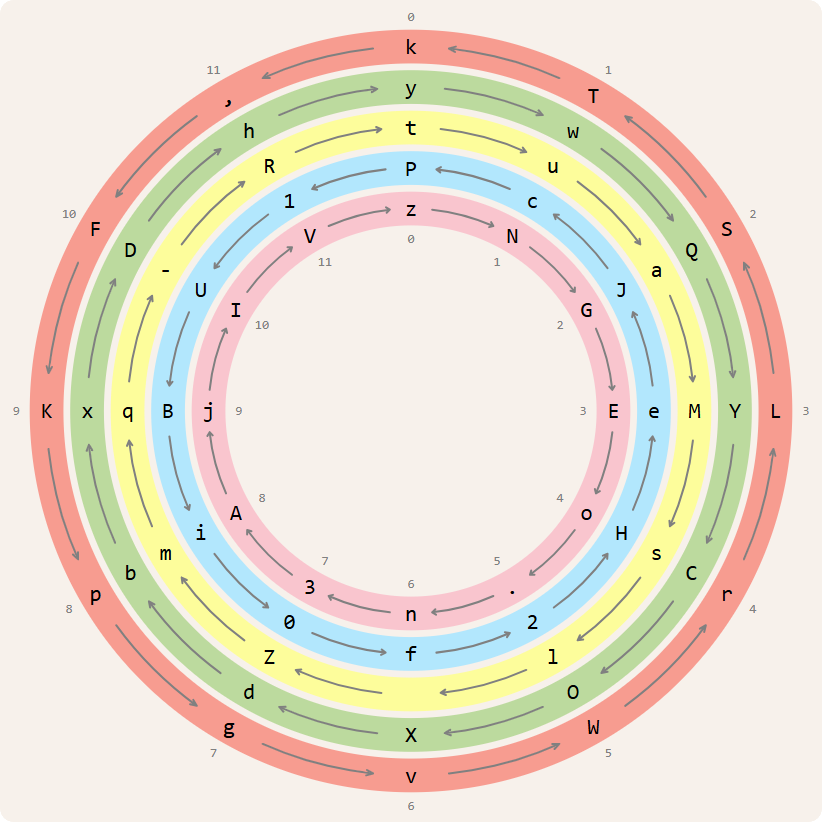 0
k
11 1
, T
y
h w
t
R u
10 P 2
F 1 c S
D z Q
- V N a
0
U 11 1 J
I G
10 2
9 K x q B j 9 3 E e M Y L 3
8 4
A o
i 7 5 H
m 6 s
b 3 . C
p n r
8 0 2 4
f
Z l
d O
X
g W
7 5
v
6